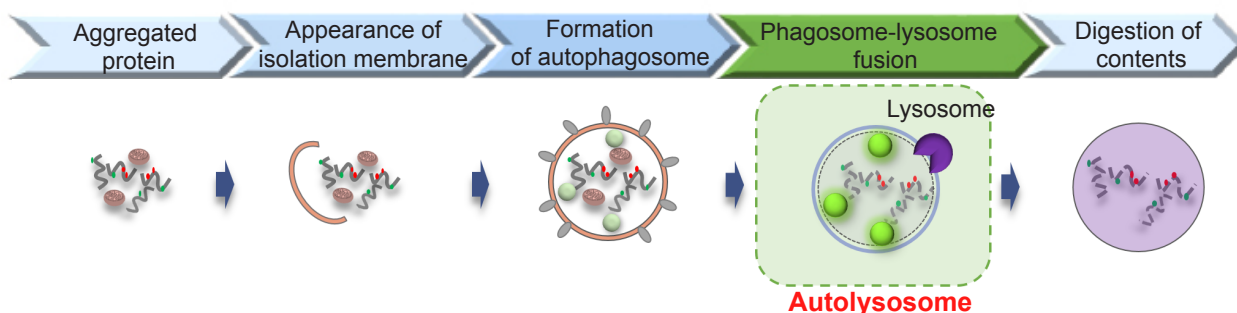 Aggregated
protein
Appearance of
isolation membrane
Formation
of autophagosome
Phagosome-lysosome
fusion
Digestion of
contents
Lysosome
Autolysosome